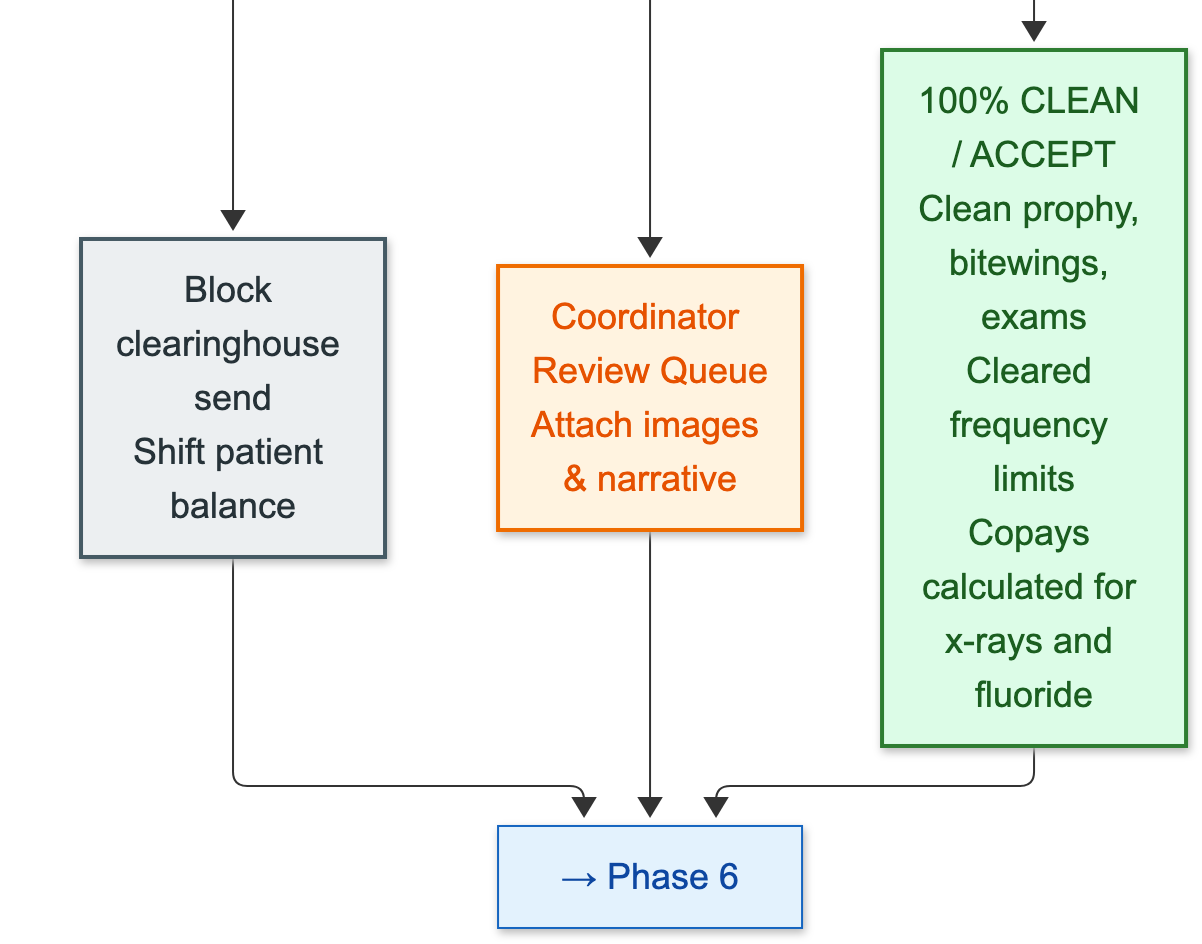 Block
clearinghouse
send
Shift patient
balance
Coordinator
Review Queue
Attach images
& narrative
100% CLEAN
/ ACCEPT
Clean prophy,
bitewings,
exams
Cleared
frequency
limits
Copays
calculated for
x-rays and
fluoride
→ Phase 6